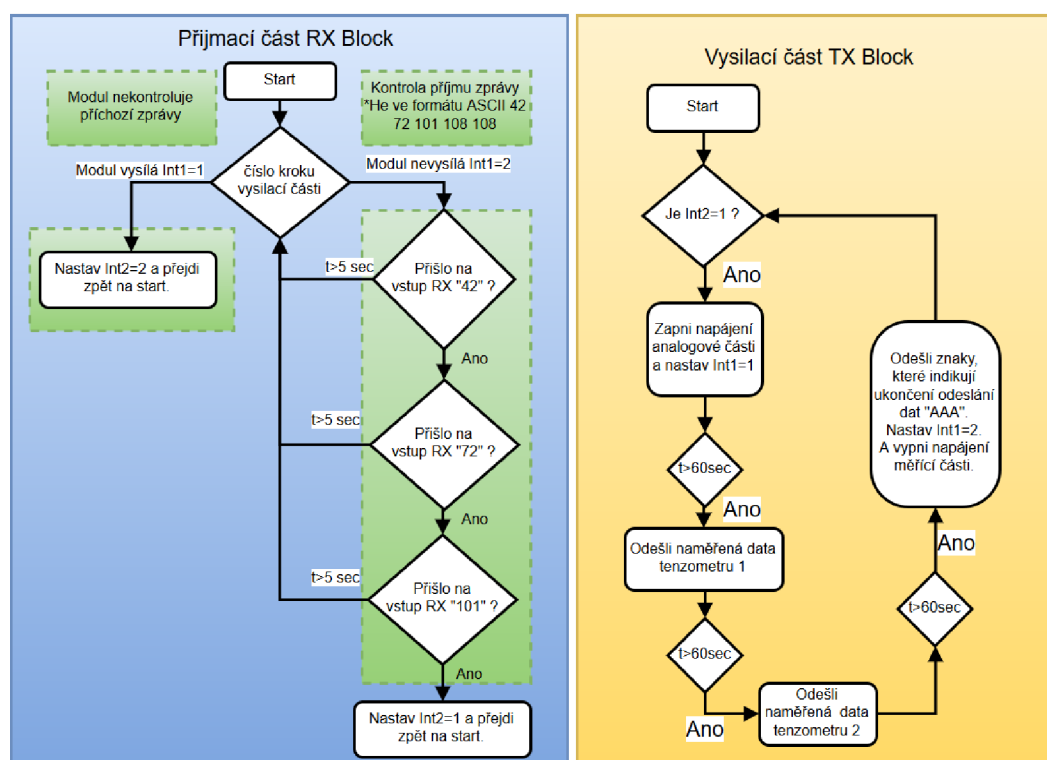 Přijmací část RX Block
Start
Modul nekontroluje
příchozí zprávy
Kontrola příjmu zprávy
*He ve formátu ASCII 42
72 101 108 108
Modul vysílá Int1=1
číslo kroku
vysilací části
Modul nevysílá Int1=2
Nastav Int2=2 a přejdi
zpět na start.
t>5 sec
Přišlo na
vstup RX "42" ?
Ano
t>5 sec
Přišlo na
vstup RX "72" ?
Ano
t>5 sec
Přišlo na
vstup RX "101" ?
Ano
Nastav Int2=1 a přejdi
zpět na start.
Vysilací část TX Block
Start
Je Int2=1 ?
Ano
Zapni napájení
analogové části
a nastav Int1=1
t>60sec
Ano
Odešli naměřená data
tenzometru 1
t>60sec
Ano
Odešli
naměřená data
tenzometru 2
t>60sec
Ano
Odešli znaky,
které indikují
ukončení odeslání
dat "AAA".
Nastav Int1=2.
A vypni napájení
měřící části.